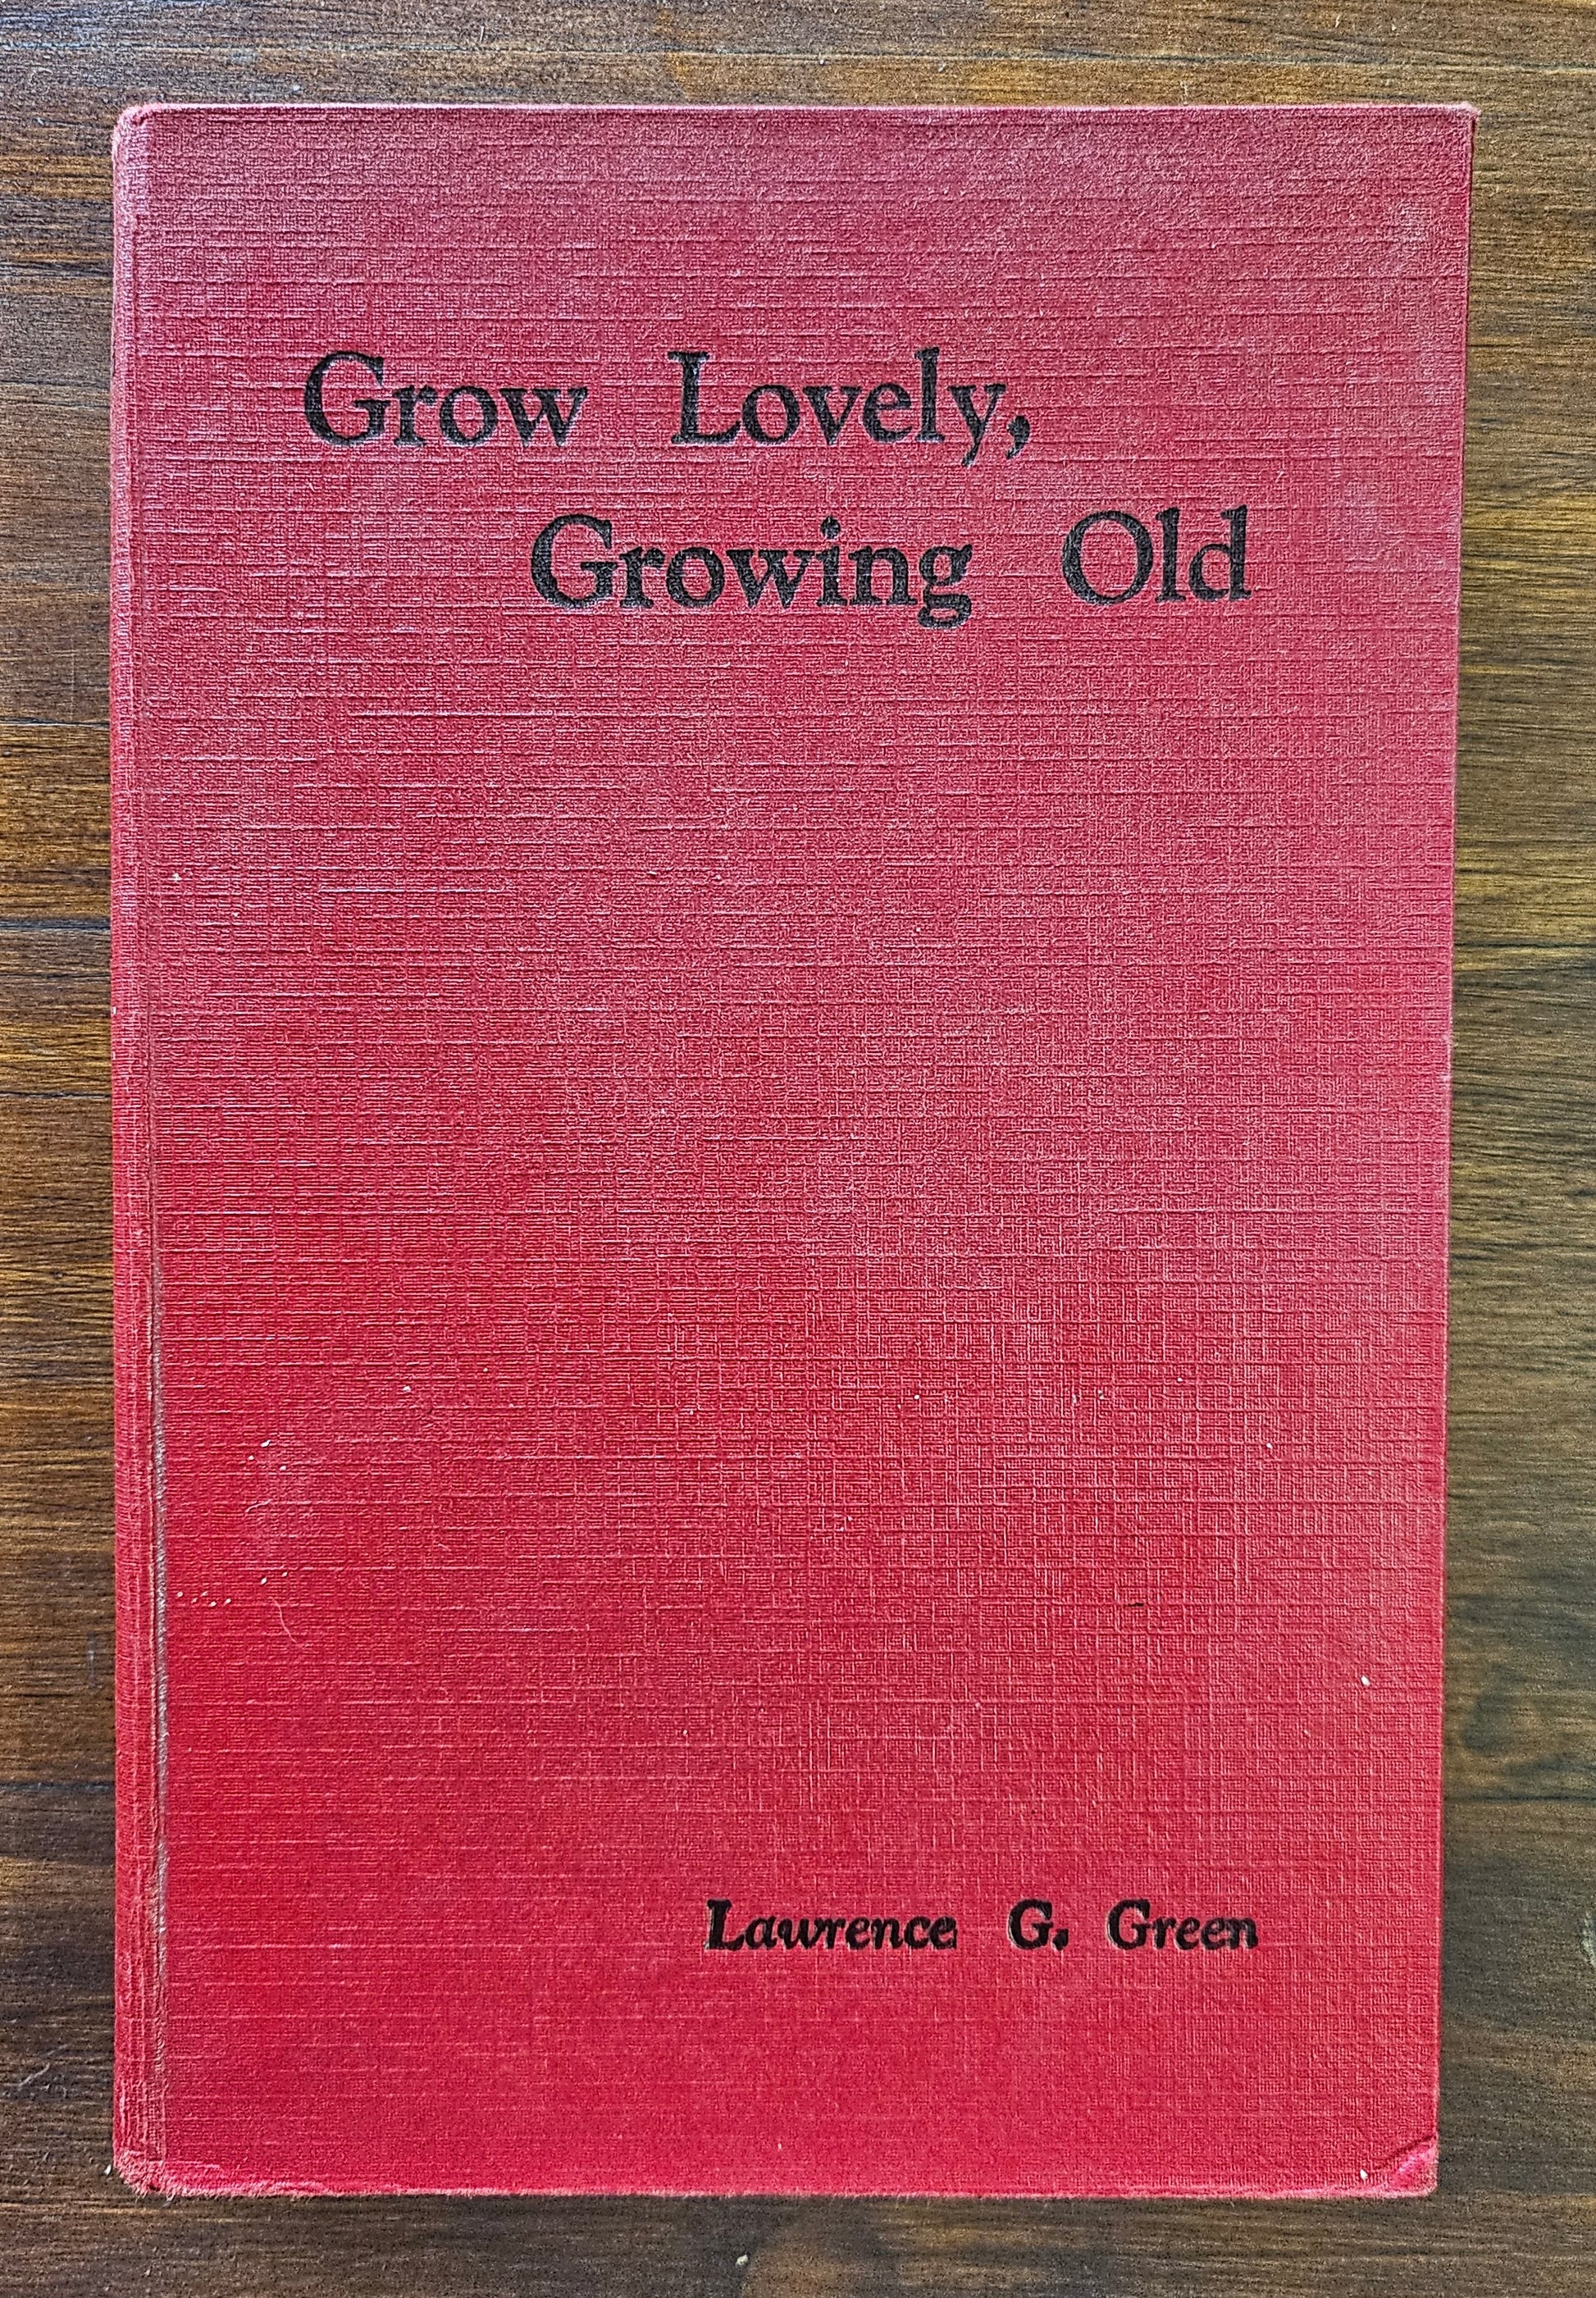 Grow Lovely,
Growing Old
Lawrence G. Green